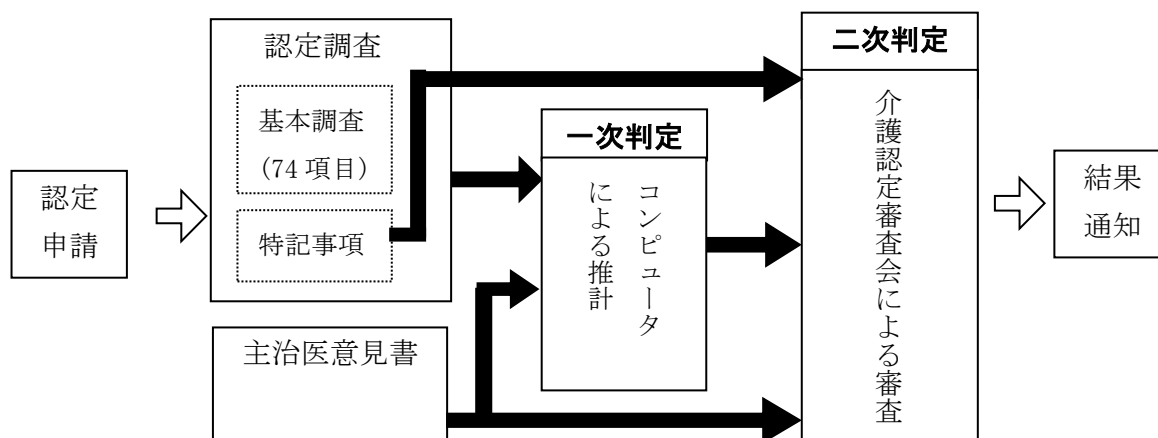 認定
申請
認定調査
基本調査
(74 項目)
特記事項
主治医意見書
一次判定
コンピュータ
による推計
二次判定
介護認定審査会による審査
結果
通知